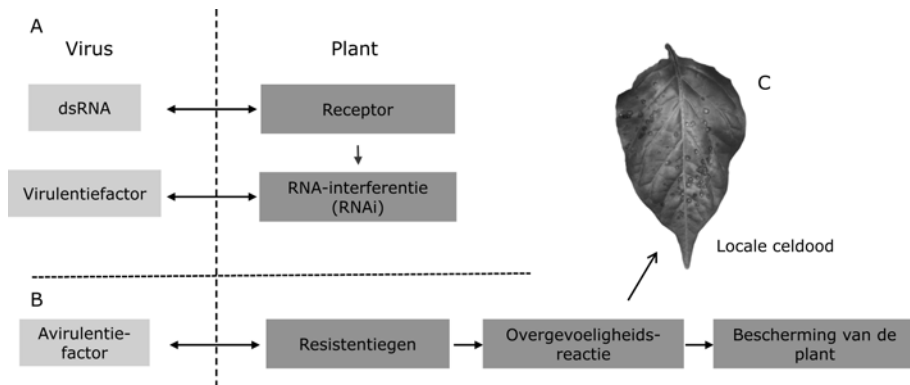 A
Virus
Plant
C
dsRNA
Receptor
Virulentiefactor
RNA-interferentie
(RNAi)
Locale celdood
B
Avirulentie-
factor
Resistentiegen
Overgevoeligheids-
reactie
Bescherming van de
plant